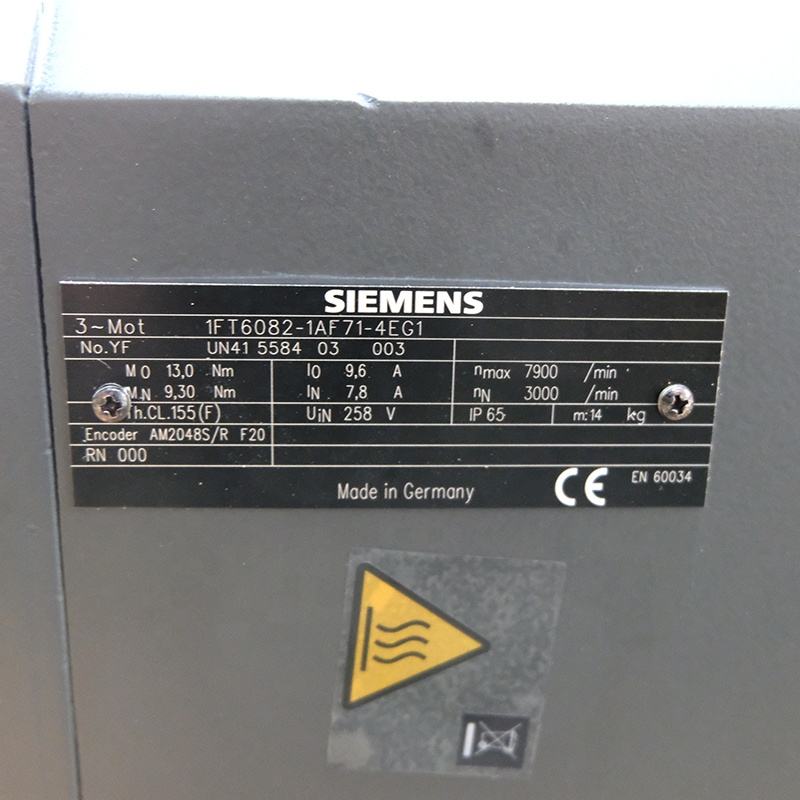 SIEMENS
3~Mot 1FT6082-1AF71-4EG1
No.YF UN41 5584 03 003
M0 13,0 Nm I0 9,6 A nmax 7900 /min
MN 9,30 Nm IN 7,8 A nN 3000 /min
Th.CL.155(F) UIN 258 V IP 65 m:14 kg
Encoder AM2048S/R F20
RN 000
Made in Germany CE EN 60034